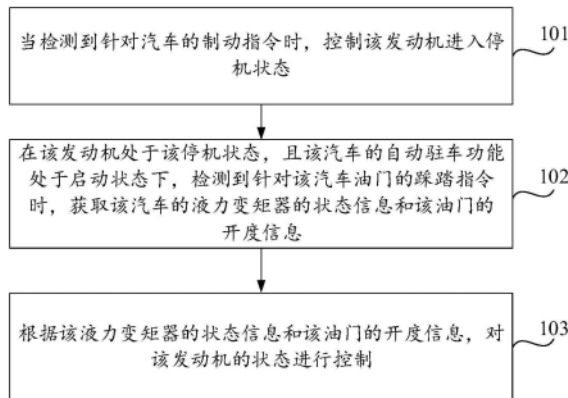 当检测到针对汽车的制动指令时，控制该发动机进入停
机状态
101
在该发动机处于该停机状态，且该汽车的自动驻车功能
处于启动状态下，检测到针对该汽车油门的踩踏指令
时，获取该汽车的液力变矩器的状态信息和该油门的
开度信息
102
根据该液力变矩器的状态信息和该油门的开度信息，对
该发动机的状态进行控制
103